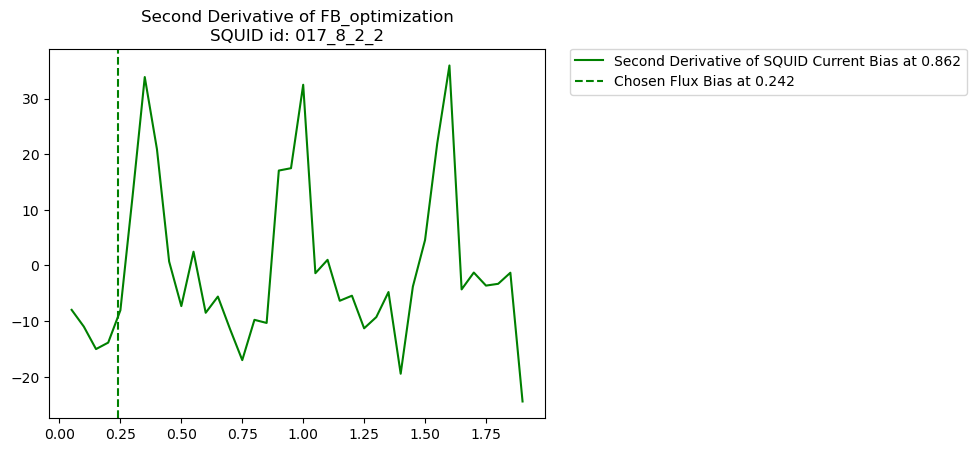 Second Derivative of FB_optimization
SQUID id: 017_8_2_2
Second Derivative of SQUID Current Bias at 0.862
Chosen Flux Bias at 0.242
30
20
10
0
−10
−20
0.00 0.25 0.50 0.75 1.00 1.25 1.50 1.75